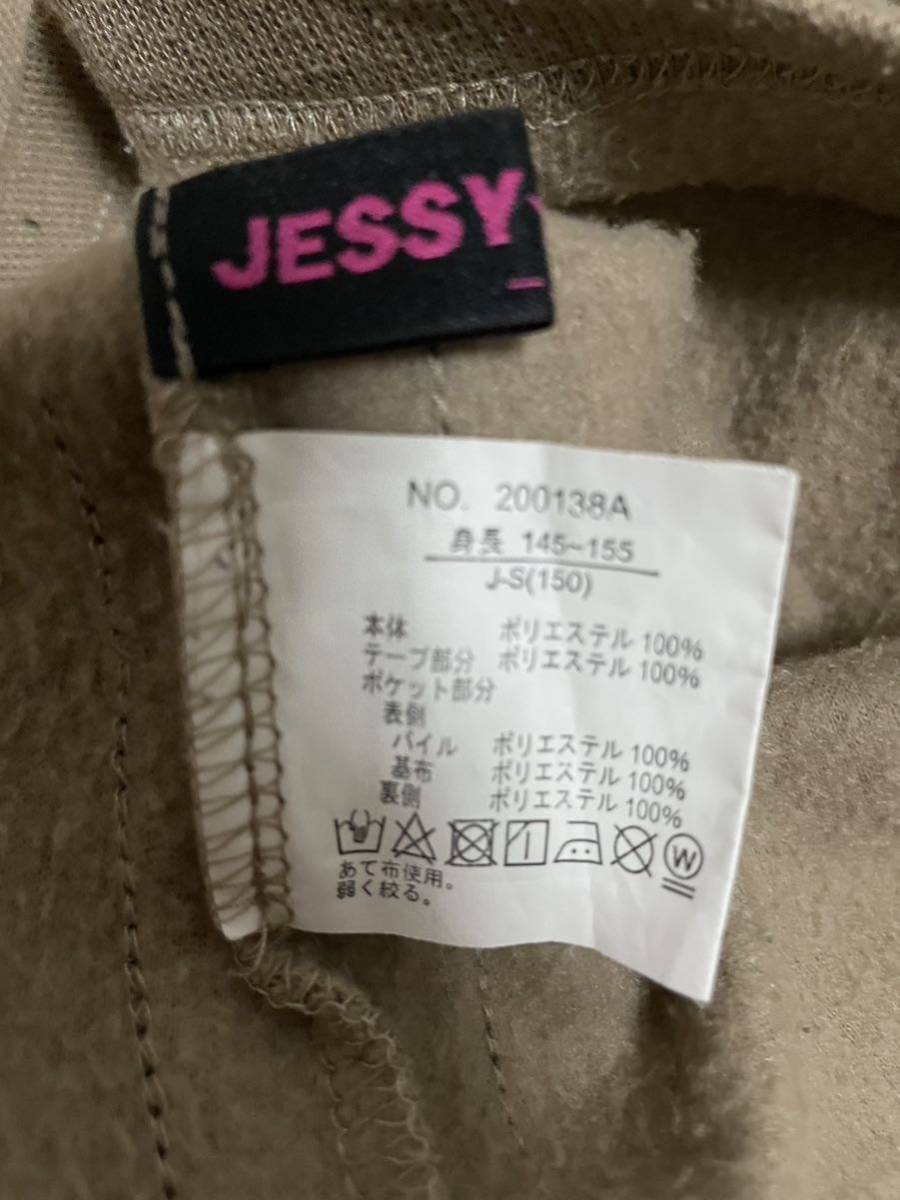 JESSY
NO. 200138A
身長 145~155
J-S(150)
本体 ポリエステル 100%
テープ部分 ポリエステル 100%
ポケット部分
表側
パイル ポリエステル 100%
基布 ポリエステル 100%
裏側 ポリエステル 100%
W
あて布使用。
弱く絞る。